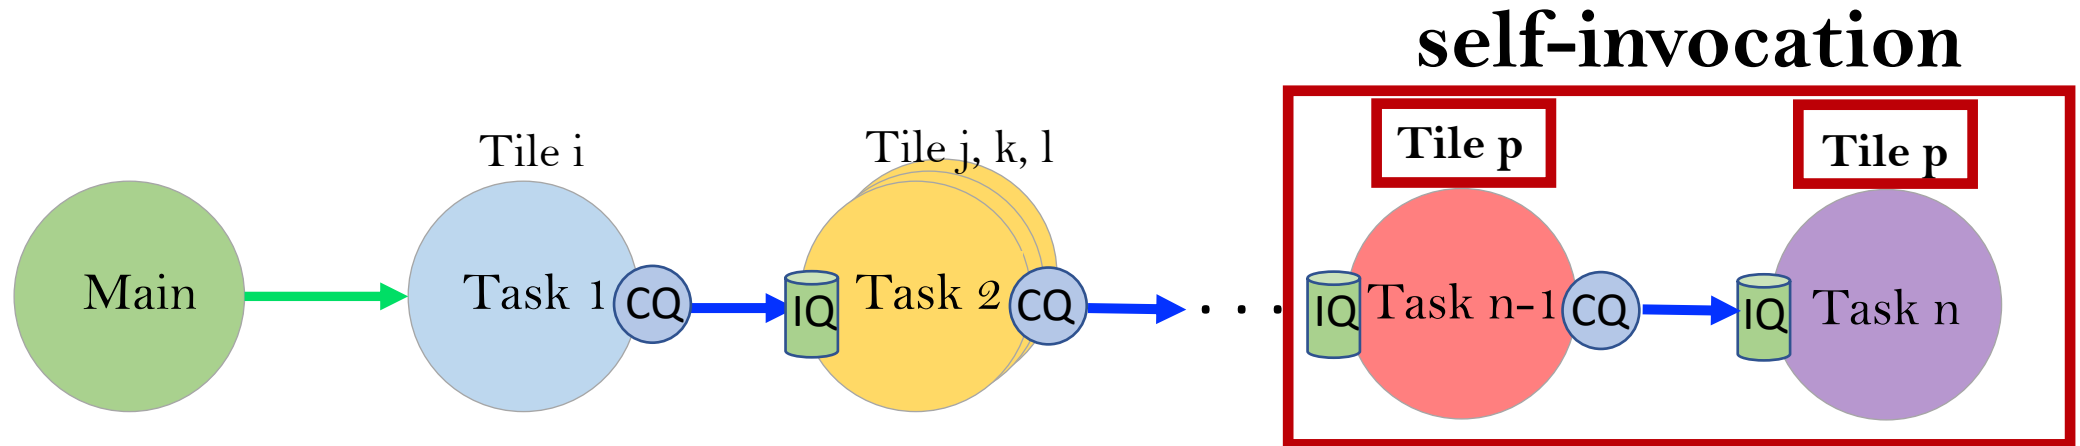 self-invocation
Tile i
Tile j, k, l
Tile p
Tile p
Main
Task 1
CQ
IQ
Task 2
CQ
. . .
IQ
Task n-1
CQ
IQ
Task n